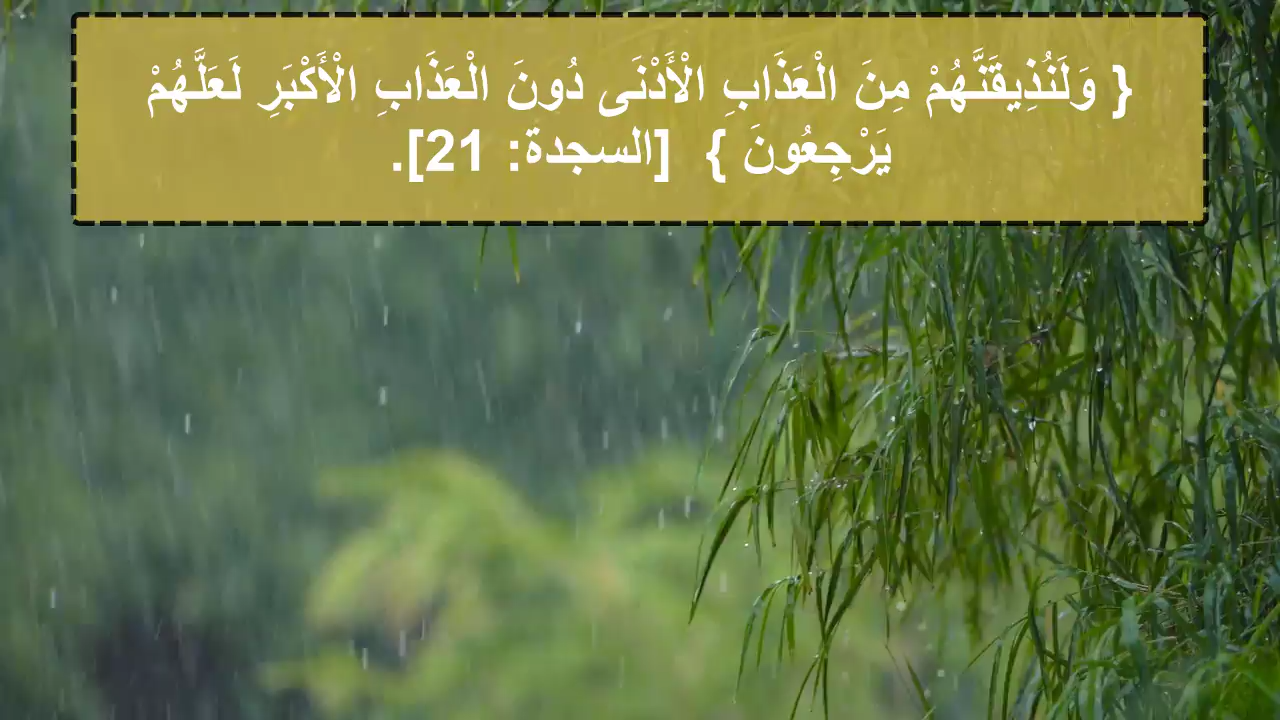 { وَلَنُذِيقَنَّهُمْ مِنَ الْعَذَابِ الْأَدْنَى دُونَ الْعَذَابِ الْأَكْبَرِ لَعَلَّهُمْ
يَرْجِعُونَ } [السجدة: 21].